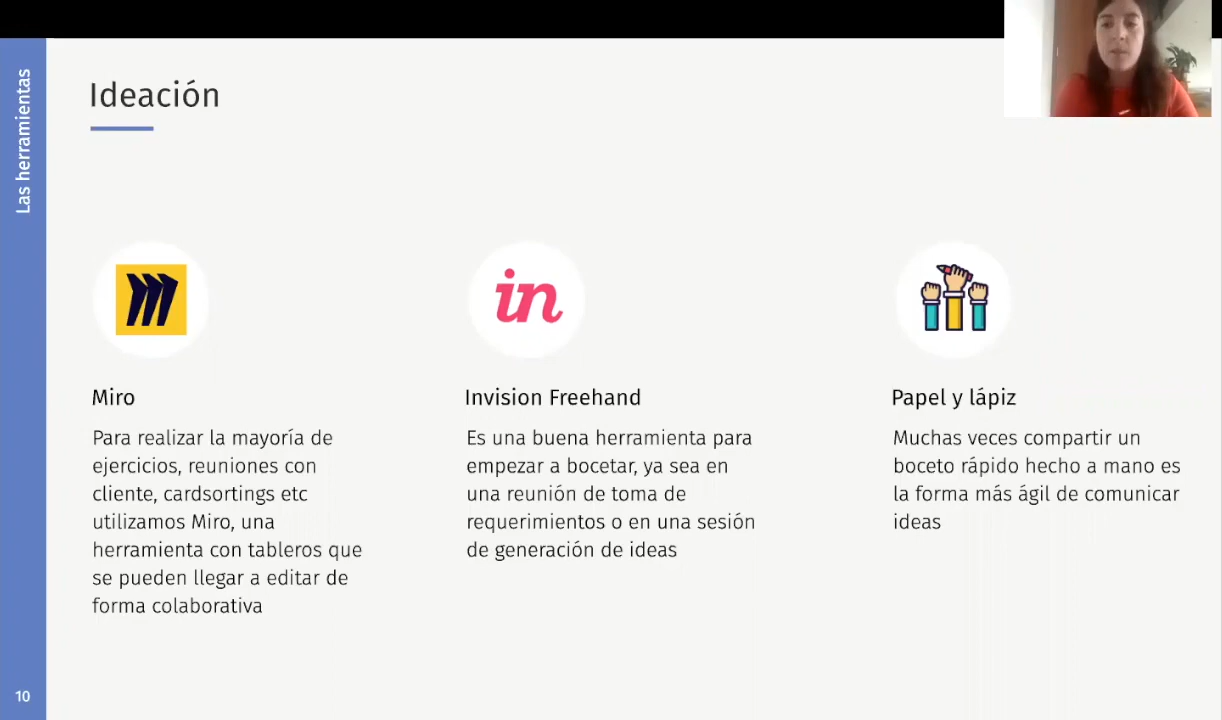 Las herramientas
Ideación
in
Miro
Para realizar la mayoría de
ejercicios, reuniones con
cliente, cardsortings etc
utilizamos Miro, una
herramienta con tableros que
se pueden llegar a editar de
forma colaborativa
Invision Freehand
Es una buena herramienta para
empezar a bocetar, ya sea en
una reunión de toma de
requerimientos o en una sesión
de generación de ideas
Papel y lápiz
Muchas veces compartir un
boceto rápido hecho a mano es
la forma más ágil de comunicar
ideas
10